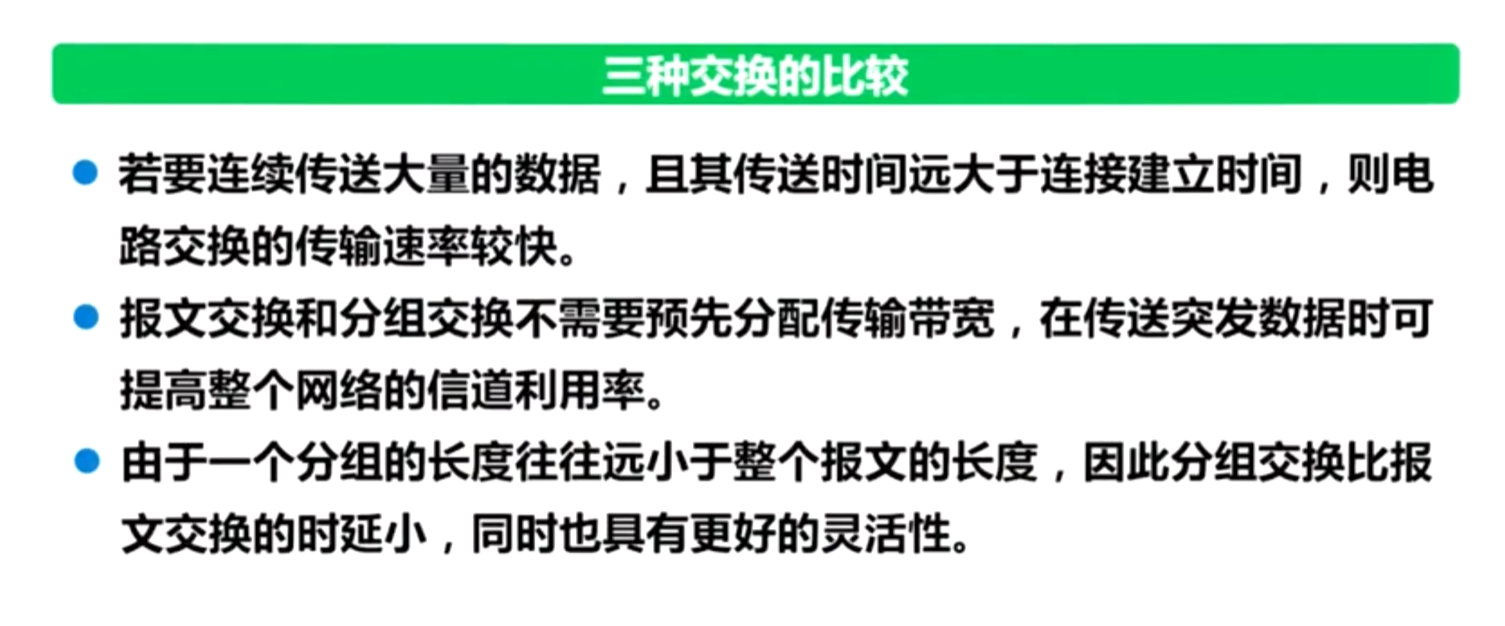 三种交换的比较
若要连续传送大量的数据，且其传送时间远大于连接建立时间，则电
路交换的传输速率较快。
报文交换和分组交换不需要预先分配传输带宽，在传送突发数据时可
提高整个网络的信道利用率。
由于一个分组的长度往往远小于整个报文的长度，因此分组交换比报
文交换的时延小，同时也具有更好的灵活性。